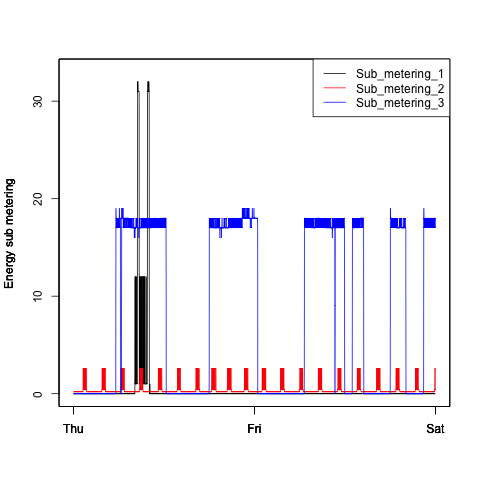 Sub_metering_1
Sub_metering_2
Sub_metering_3
Energy sub metering
30
20
10
0
Thu
Fri
Sat